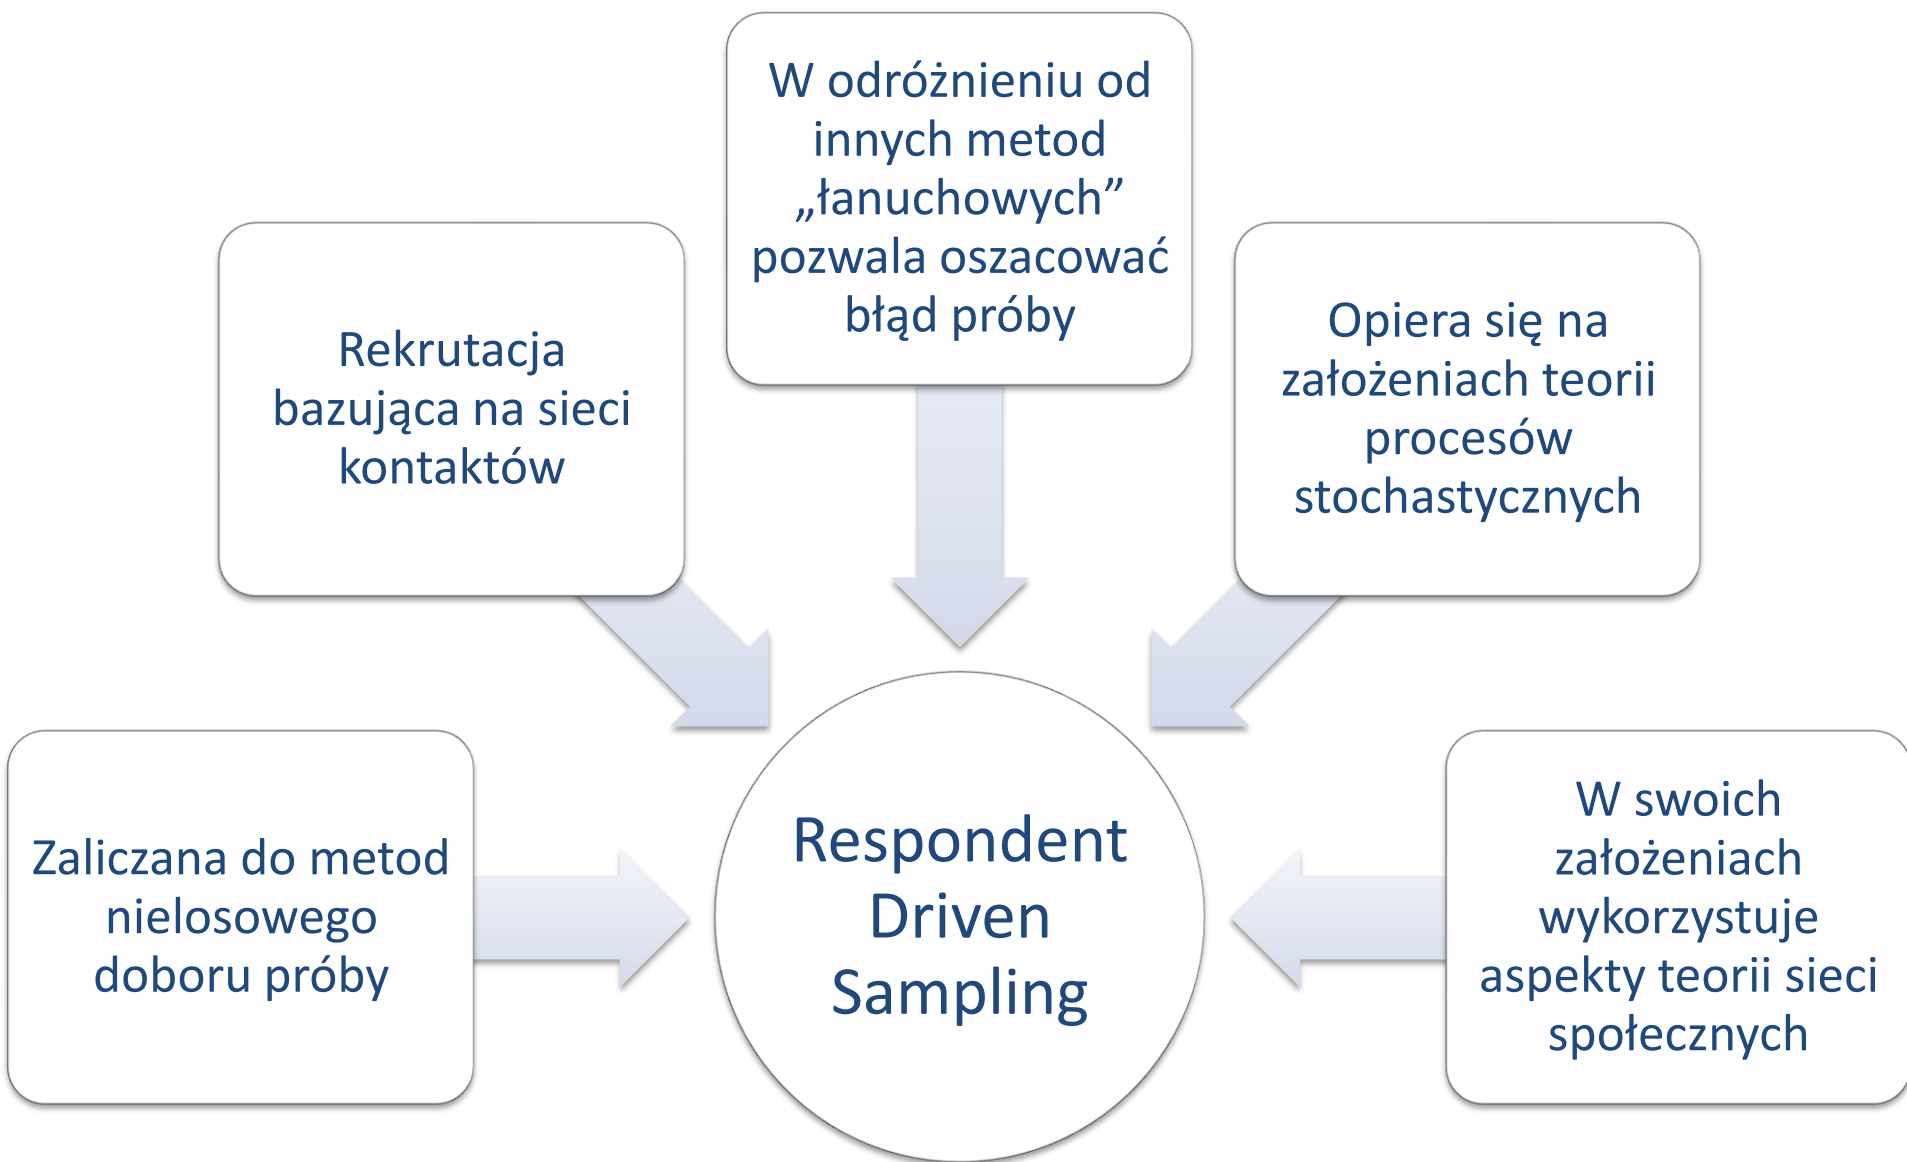 W odróżnieniu od
innych metod
„łanuchowych”
pozwala oszacować
błąd próby
Rekrutacja
bazująca na sieci
kontaktów
Opiera się na
założeniach teorii
procesów
stochastycznych
Zaliczana do metod
nielosowego
doboru próby
Respondent
Driven
Sampling
W swoich
założeniach
wykorzystuje
aspekty teorii sieci
społecznych